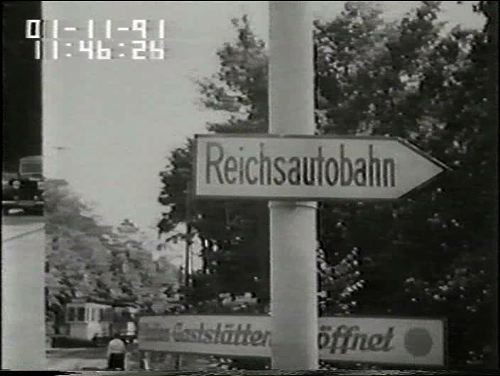 01-11-91
11:46:26
Reichsautobahn
Gaststätten
öffnet